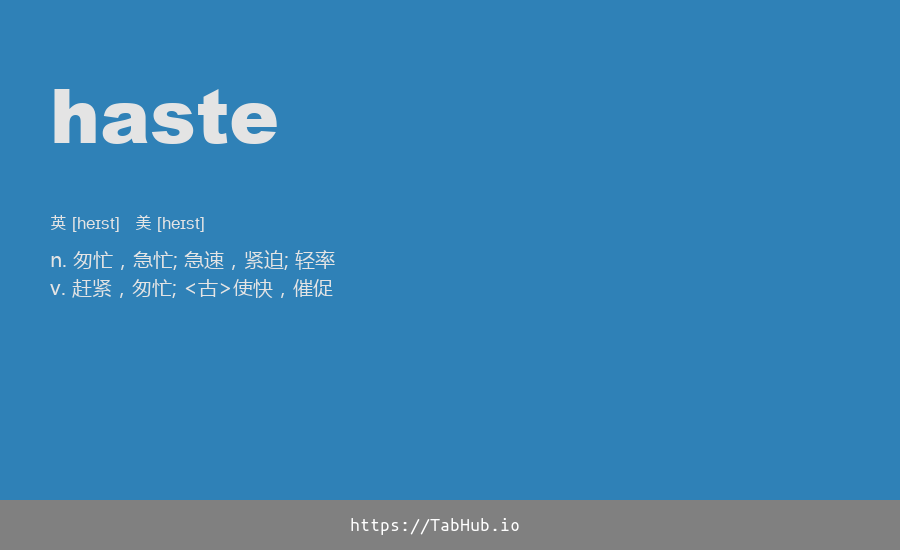 haste
英 [heɪst] 美 [heɪst]
n. 匆忙，急忙; 急速，紧迫; 轻率
v. 赶紧，匆忙; <古>使快，催促
https://TabHub.io